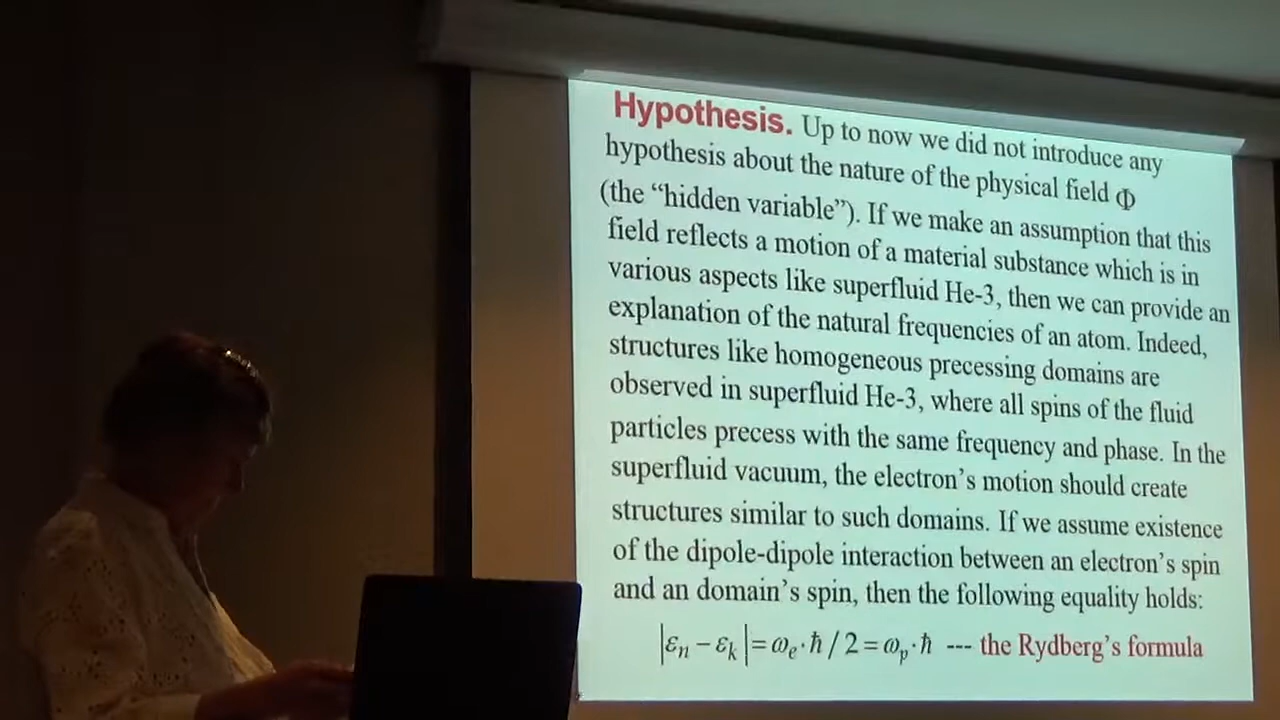 Hypothesis. Up to now we did not introduce any
hypothesis about the nature of the physical field Φ
(the “hidden variable”). If we make an assumption that this
field reflects a motion of a material substance which is in
various aspects like superfluid He-3, then we can provide an
explanation of the natural frequencies of an atom. Indeed,
structures like homogeneous precessing domains are
observed in superfluid He-3, where all spins of the fluid
particles precess with the same frequency and phase. In the
superfluid vacuum, the electron’s motion should create
structures similar to such domains. If we assume existence
of the dipole-dipole interaction between an electron’s spin
and an domain’s spin, then the following equality holds:
|εn − εk| = ωe · ħ / 2 = ωp · ħ --- the Rydberg’s formula